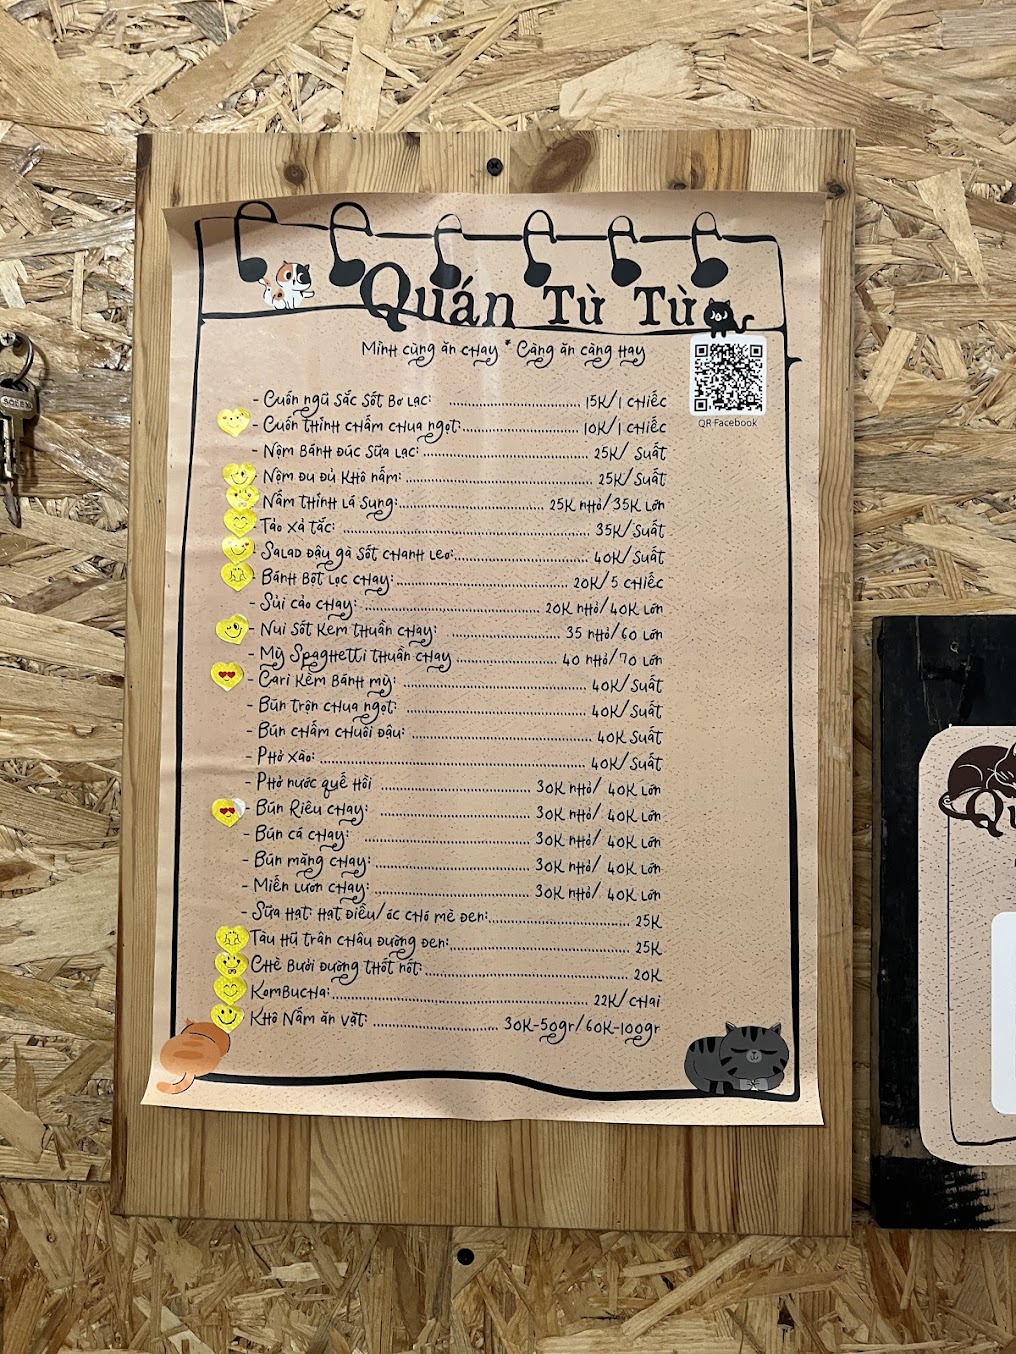 Quán Từ Từ
Mình cùng ăn chay * Càng ăn càng hay
QR Facebook
- Cuốn ngũ sắc sốt bơ lạc: 15K/1 chiếc
- Cuốn thính chấm chua ngọt: 10K/1 chiếc
- Nộm bánh đúc sữa lạc: 25K/ suất
- Nộm đu đủ khô nấm: 25K/suất
- Nấm thính lá sung: 25K nhỏ/35K lớn
- Tảo xả tắc: 35K/suất
- Salad đậu gà sốt chanh leo: 40K/suất
- Bánh bột lọc chay: 20K/5 chiếc
- Sủi cảo chay: 20K nhỏ/40K lớn
- Nui sốt kem thuần chay: 35 nhỏ/60 lớn
- Mỳ Spaghetti thuần chay 40 nhỏ/70 lớn
- Cari kèm bánh mỳ: 40K/suất
- Bún trộn chua ngọt: 40K/suất
- Bún chấm chuối đậu: 40K suất
- Phở xào: 40K/suất
- Phở nước quế hồi 30K nhỏ/ 40K lớn
- Bún Riêu chay: 30K nhỏ/ 40K lớn
- Bún cá chay: 30K nhỏ/ 40K lớn
- Bún măng chay: 30K nhỏ/ 40K lớn
- Miến lươn chay: 30K nhỏ/ 40K lớn
- Sữa hạt: hạt điều/óc chó mè đen: 25K
Tàu hũ trân châu đường đen: 25K
Chè bưởi đường thốt nốt: 20K
Kombucha: 22K/chai
Khô nấm ăn vặt: 30K-50gr/60K-100gr
SOLEX